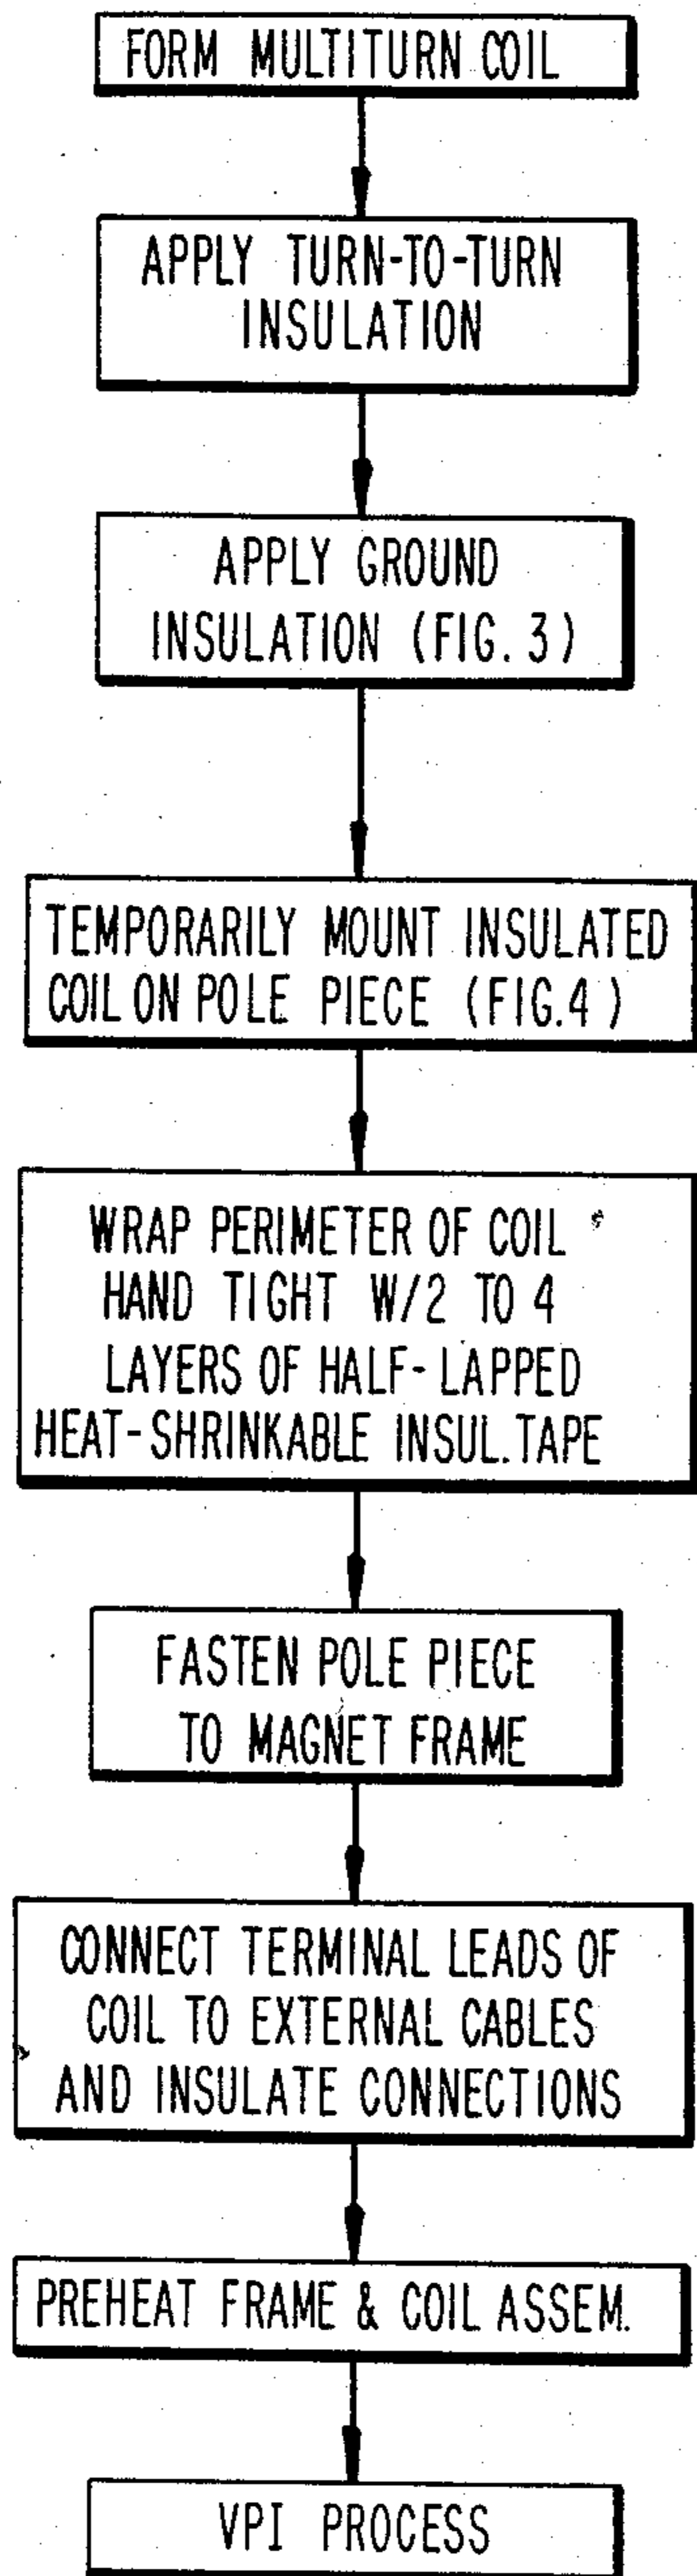 FORM MULTITURN COIL
APPLY TURN-TO-TURN
INSULATION
APPLY GROUND
INSULATION (FIG. 3)
TEMPORARILY MOUNT INSULATED
COIL ON POLE PIECE (FIG.4)
WRAP PERIMETER OF COIL
HAND TIGHT W/2 TO 4
LAYERS OF HALF-LAPPED
HEAT-SHRINKABLE INSUL. TAPE
FASTEN POLE PIECE
TO MAGNET FRAME
CONNECT TERMINAL LEADS OF
COIL TO EXTERNAL CABLES
AND INSULATE CONNECTIONS
PREHEAT FRAME & COIL ASSEM.
VPI PROCESS